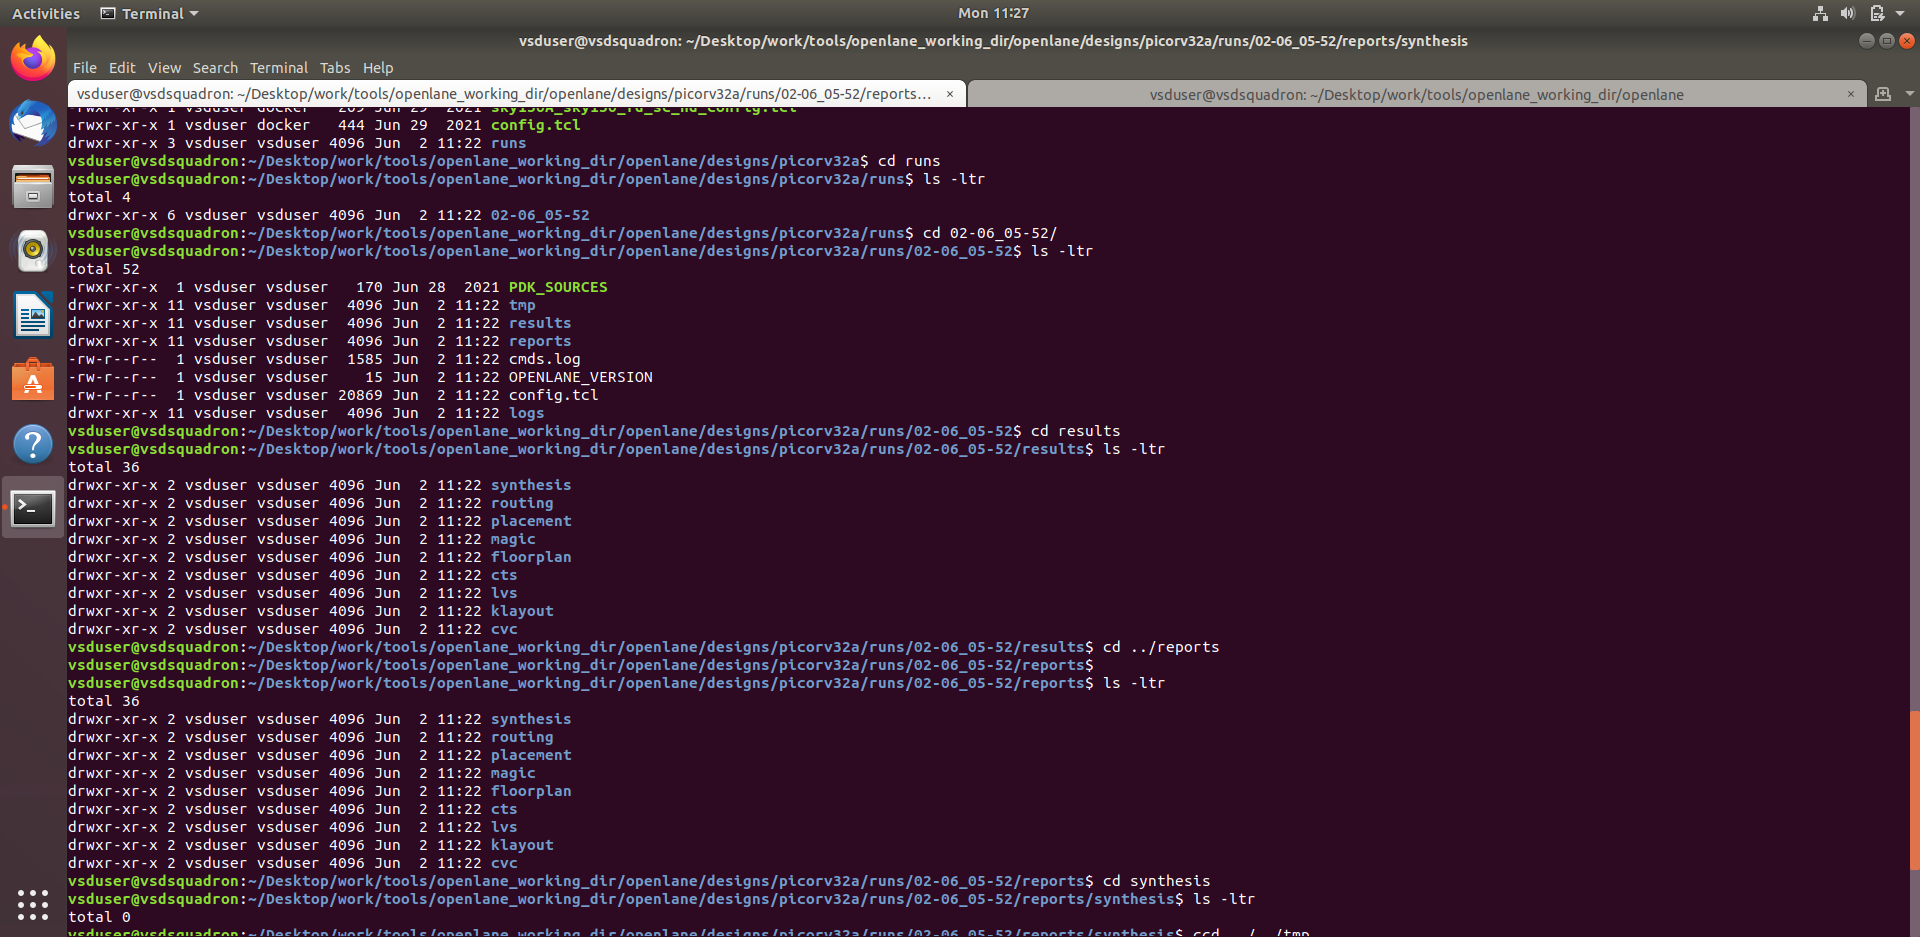 Activities
Terminal
Mon 11:27
vsduser@vsdsquadron: ~/Desktop/work/tools/openlane_working_dir/openlane/designs/picorv32a/runs/02-06_05-52/reports/synthesis
File Edit View Search Terminal Tabs Help
vsduser@vsdsquadron: ~/Desktop/work/tools/openlane_working_dir/openlane/designs/picorv32a/runs/02-06_05-52/reports... ×
vsduser@vsdsquadron: ~/Desktop/work/tools/openlane_working_dir/openlane ×
-rwxr-xr-x 1 vsduser docker   209 Jun 29  2021 sky130A_sky130_fd_sc_hd_config.tcl
-rwxr-xr-x 1 vsduser docker   444 Jun 29  2021 config.tcl
drwxr-xr-x 3 vsduser vsduser 4096 Jun  2 11:22 runs
vsduser@vsdsquadron:~/Desktop/work/tools/openlane_working_dir/openlane/designs/picorv32a$ cd runs
vsduser@vsdsquadron:~/Desktop/work/tools/openlane_working_dir/openlane/designs/picorv32a/runs$ ls -ltr
total 4
drwxr-xr-x 6 vsduser vsduser 4096 Jun  2 11:22 02-06_05-52
vsduser@vsdsquadron:~/Desktop/work/tools/openlane_working_dir/openlane/designs/picorv32a/runs$ cd 02-06_05-52/
vsduser@vsdsquadron:~/Desktop/work/tools/openlane_working_dir/openlane/designs/picorv32a/runs/02-06_05-52$ ls -ltr
total 52
-rwxr-xr-x  1 vsduser vsduser   170 Jun 28  2021 PDK_SOURCES
drwxr-xr-x 11 vsduser vsduser  4096 Jun  2 11:22 tmp
drwxr-xr-x 11 vsduser vsduser  4096 Jun  2 11:22 results
drwxr-xr-x 11 vsduser vsduser  4096 Jun  2 11:22 reports
-rw-r--r--  1 vsduser vsduser  1585 Jun  2 11:22 cmds.log
-rw-r--r--  1 vsduser vsduser    15 Jun  2 11:22 OPENLANE_VERSION
-rw-r--r--  1 vsduser vsduser 20869 Jun  2 11:22 config.tcl
drwxr-xr-x 11 vsduser vsduser  4096 Jun  2 11:22 logs
vsduser@vsdsquadron:~/Desktop/work/tools/openlane_working_dir/openlane/designs/picorv32a/runs/02-06_05-52$ cd results
vsduser@vsdsquadron:~/Desktop/work/tools/openlane_working_dir/openlane/designs/picorv32a/runs/02-06_05-52/results$ ls -ltr
total 36
drwxr-xr-x 2 vsduser vsduser 4096 Jun  2 11:22 synthesis
drwxr-xr-x 2 vsduser vsduser 4096 Jun  2 11:22 routing
drwxr-xr-x 2 vsduser vsduser 4096 Jun  2 11:22 placement
drwxr-xr-x 2 vsduser vsduser 4096 Jun  2 11:22 magic
drwxr-xr-x 2 vsduser vsduser 4096 Jun  2 11:22 floorplan
drwxr-xr-x 2 vsduser vsduser 4096 Jun  2 11:22 cts
drwxr-xr-x 2 vsduser vsduser 4096 Jun  2 11:22 lvs
drwxr-xr-x 2 vsduser vsduser 4096 Jun  2 11:22 klayout
drwxr-xr-x 2 vsduser vsduser 4096 Jun  2 11:22 cvc
vsduser@vsdsquadron:~/Desktop/work/tools/openlane_working_dir/openlane/designs/picorv32a/runs/02-06_05-52/results$ cd ../reports
vsduser@vsdsquadron:~/Desktop/work/tools/openlane_working_dir/openlane/designs/picorv32a/runs/02-06_05-52/reports$
vsduser@vsdsquadron:~/Desktop/work/tools/openlane_working_dir/openlane/designs/picorv32a/runs/02-06_05-52/reports$ ls -ltr
total 36
drwxr-xr-x 2 vsduser vsduser 4096 Jun  2 11:22 synthesis
drwxr-xr-x 2 vsduser vsduser 4096 Jun  2 11:22 routing
drwxr-xr-x 2 vsduser vsduser 4096 Jun  2 11:22 placement
drwxr-xr-x 2 vsduser vsduser 4096 Jun  2 11:22 magic
drwxr-xr-x 2 vsduser vsduser 4096 Jun  2 11:22 floorplan
drwxr-xr-x 2 vsduser vsduser 4096 Jun  2 11:22 cts
drwxr-xr-x 2 vsduser vsduser 4096 Jun  2 11:22 lvs
drwxr-xr-x 2 vsduser vsduser 4096 Jun  2 11:22 klayout
drwxr-xr-x 2 vsduser vsduser 4096 Jun  2 11:22 cvc
vsduser@vsdsquadron:~/Desktop/work/tools/openlane_working_dir/openlane/designs/picorv32a/runs/02-06_05-52/reports$ cd synthesis
vsduser@vsdsquadron:~/Desktop/work/tools/openlane_working_dir/openlane/designs/picorv32a/runs/02-06_05-52/reports/synthesis$ ls -ltr
total 0
vsduser@vsdsquadron:~/Desktop/work/tools/openlane_working_dir/openlane/designs/picorv32a/runs/02-06_05-52/reports/synthesis$ ccd ../../tmp